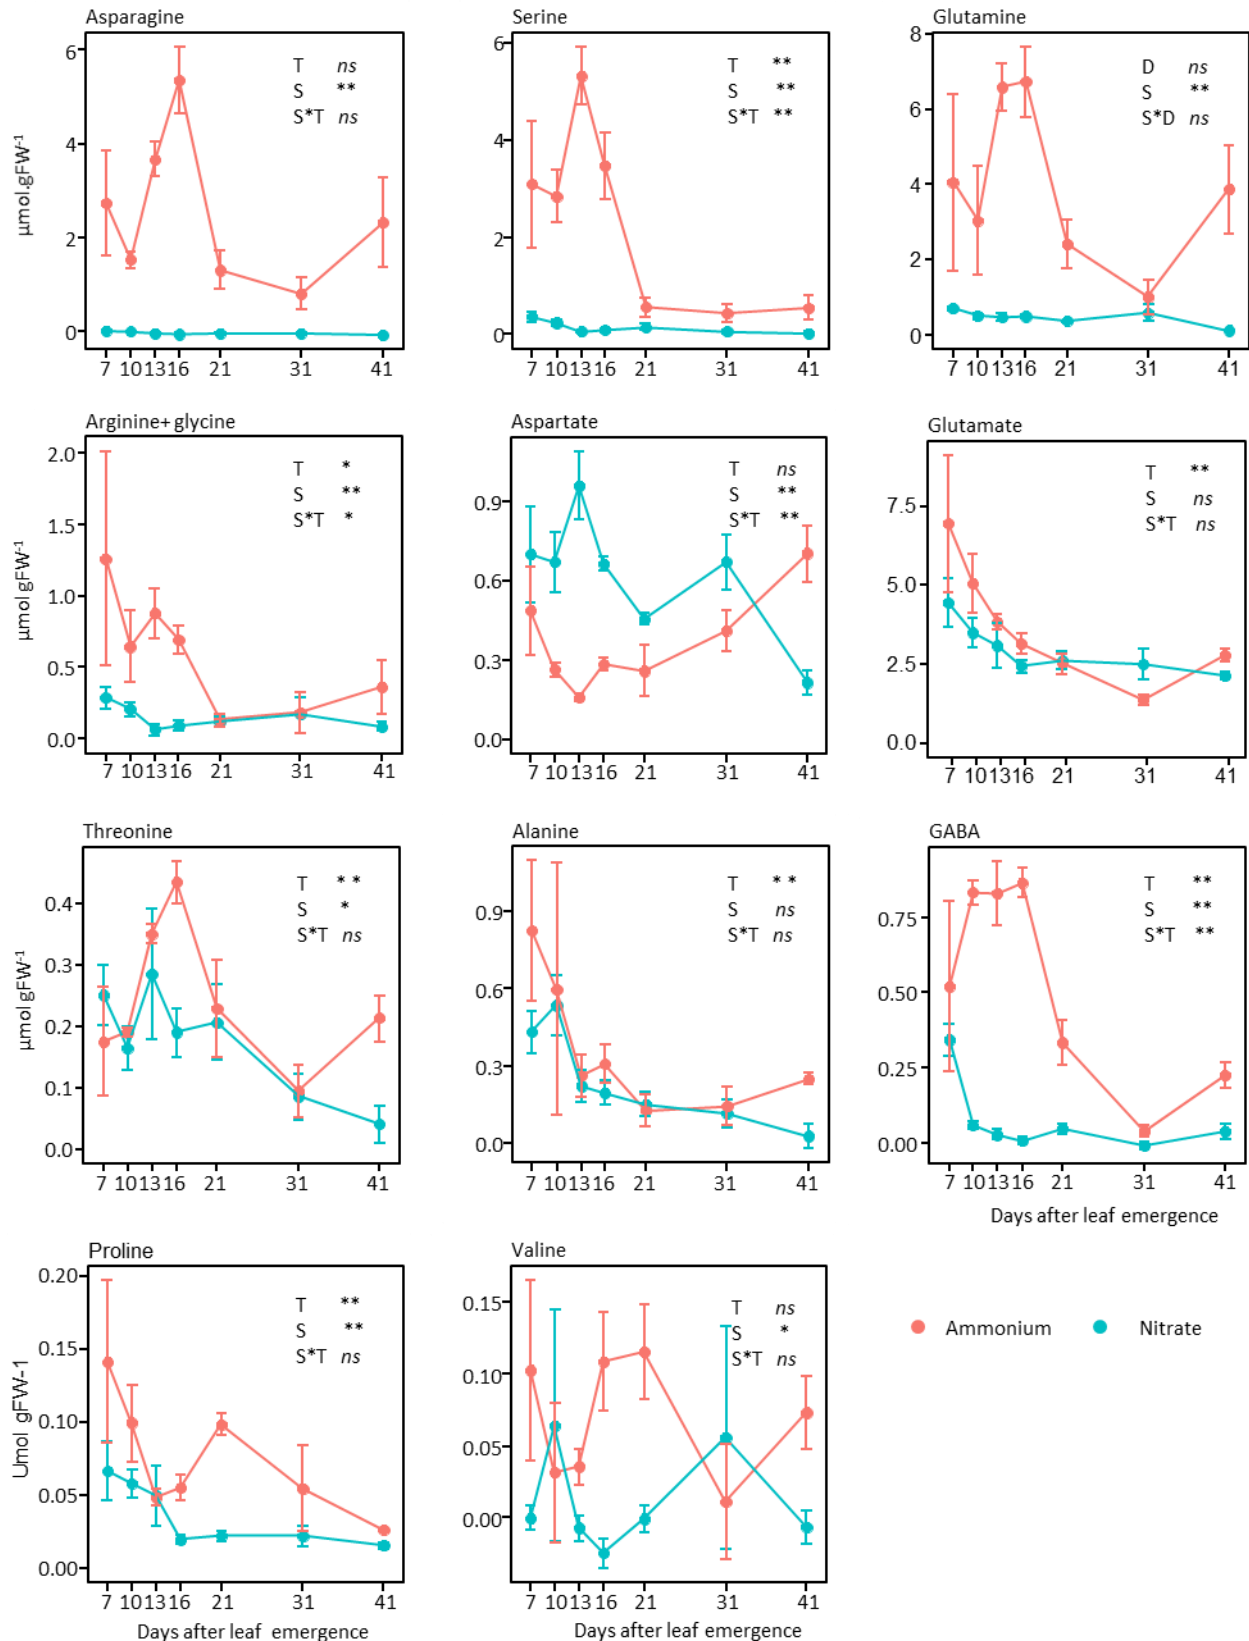 Asparagine
6
4
2
0
µmol.gFW-1
T ns
S **
S*T ns
7 10 13 16 21 31 41
Serine
6
4
2
0
T **
S **
S*T **
7 10 13 16 21 31 41
Glutamine
8
6
4
2
0
D ns
S **
S*D ns
7 10 13 16 21 31 41
Arginine+ glycine
2.0
1.5
1.0
0.5
0.0
µmol gFW-1
T *
S **
S*T *
7 10 13 16 21 31 41
Aspartate
0.9
0.6
0.3
0.0
T ns
S **
S*T **
7 10 13 16 21 31 41
Glutamate
7.5
5.0
2.5
0.0
T **
S ns
S*T ns
7 10 13 16 21 31 41
Threonine
0.4
0.3
0.2
0.1
0.0
µmol gFW-1
T **
S *
S*T ns
7 10 13 16 21 31 41
Alanine
0.9
0.6
0.3
0.0
T **
S ns
S*T ns
7 10 13 16 21 31 41
GABA
0.75
0.50
0.25
0.00
T **
S **
S*T **
7 10 13 16 21 31 41
Days after leaf emergence
Proline
0.20
0.15
0.10
0.05
0.00
Umol gFW-1
T **
S **
S*T ns
7 10 13 16 21 31 41
Days after leaf emergence
Valine
0.15
0.10
0.05
0.00
T ns
S *
S*T ns
7 10 13 16 21 31 41
Days after leaf emergence
Ammonium
Nitrate